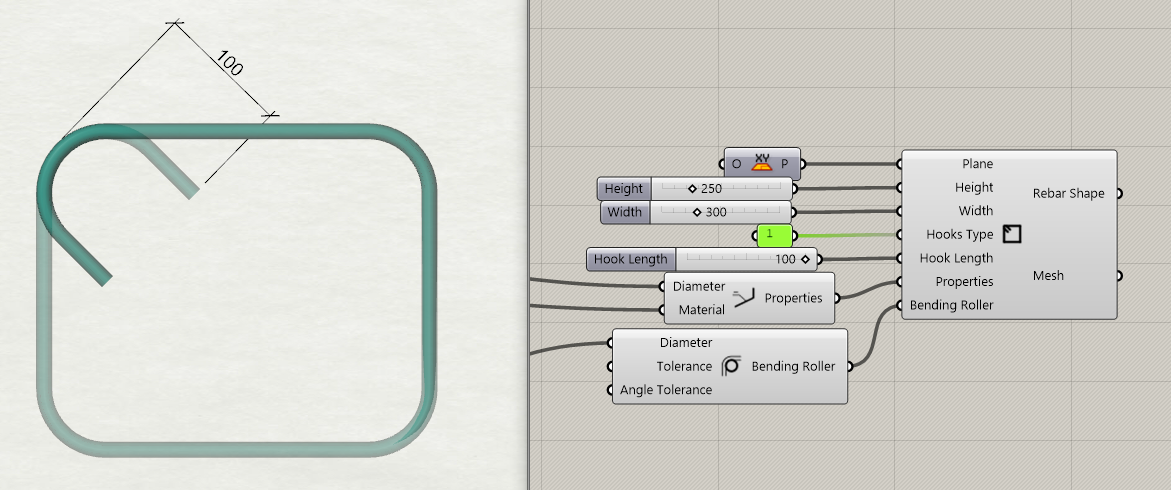 100
O XY P
Height 250
Width 300
1
Hook Length 100
Diameter
Material
Properties
Diameter
Tolerance
Angle Tolerance
Bending Roller
Plane
Height
Width
Hooks Type
Hook Length
Properties
Bending Roller
Rebar Shape
Mesh